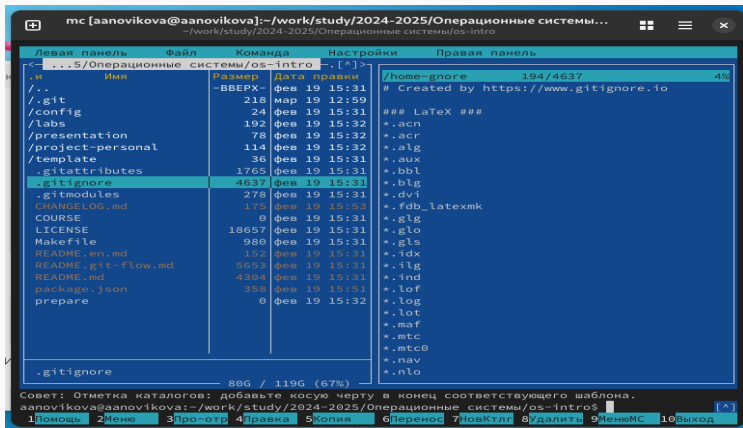 mc [aanovikova@aanovikova]:~/work/study/2024-2025/Операционные системы...
~/work/study/2024-2025/Операционные системы/os-intro
Левая панель Файл Команда Настройки Правая панель
<— ...5/Операционные системы/os-intro —.[^]>
.и Имя Размер Дата правки
/.. -ВВЕРХ- фев 19 15:31
/.git 218 мар 19 12:59
/config 24 фев 19 15:31
/labs 192 фев 19 15:32
/presentation 78 фев 19 15:32
/project-personal 114 фев 19 15:32
/template 36 фев 19 15:31
.gitattributes 1765 фев 19 15:31
.gitignore 4637 фев 19 15:31
.gitmodules 278 фев 19 15:31
CHANGELOG.md 175 фев 19 15:53
COURSE 0 фев 19 15:31
LICENSE 18657 фев 19 15:31
Makefile 980 фев 19 15:31
README.en.md 152 фев 19 15:31
README.git-flow.md 5653 фев 19 15:31
README.md 4304 фев 19 15:31
package.json 358 фев 19 15:51
prepare 0 фев 19 15:32
.gitignore
80G / 119G (67%)
/home~gnore 194/4637 4%
# Created by https://www.gitignore.io
### LaTeX ###
*.acn
*.acr
*.alg
*.aux
*.bbl
*.blg
*.dvi
*.fdb_latexmk
*.glg
*.glo
*.gls
*.idx
*.ilg
*.ind
*.lof
*.log
*.lot
*.maf
*.mtc
*.mtc0
*.nav
*.nlo
Совет: Отметка каталогов: добавьте косую черту в конец соответствующего шаблона.
aanovikova@aanovikova:~/work/study/2024-2025/Операционные системы/os-intro$ [^]
1Помощь 2Меню 3Про~отр 4Правка 5Копия 6Перенос 7НовКтлг 8Удалить 9МенюМС 10Выход